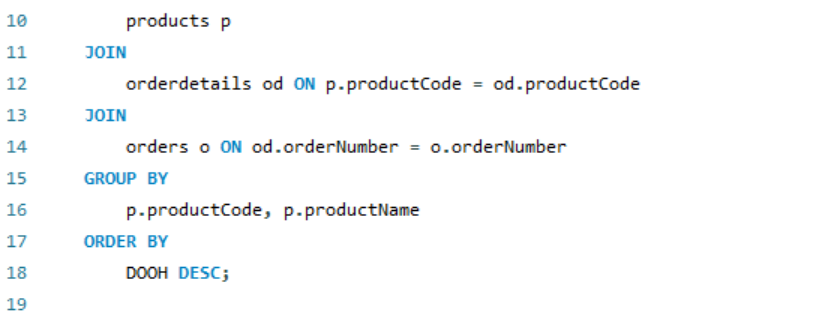 10 products p
11 JOIN
12 orderdetails od ON p.productCode = od.productCode
13 JOIN
14 orders o ON od.orderNumber = o.orderNumber
15 GROUP BY
16 p.productCode, p.productName
17 ORDER BY
18 DOOH DESC;
19